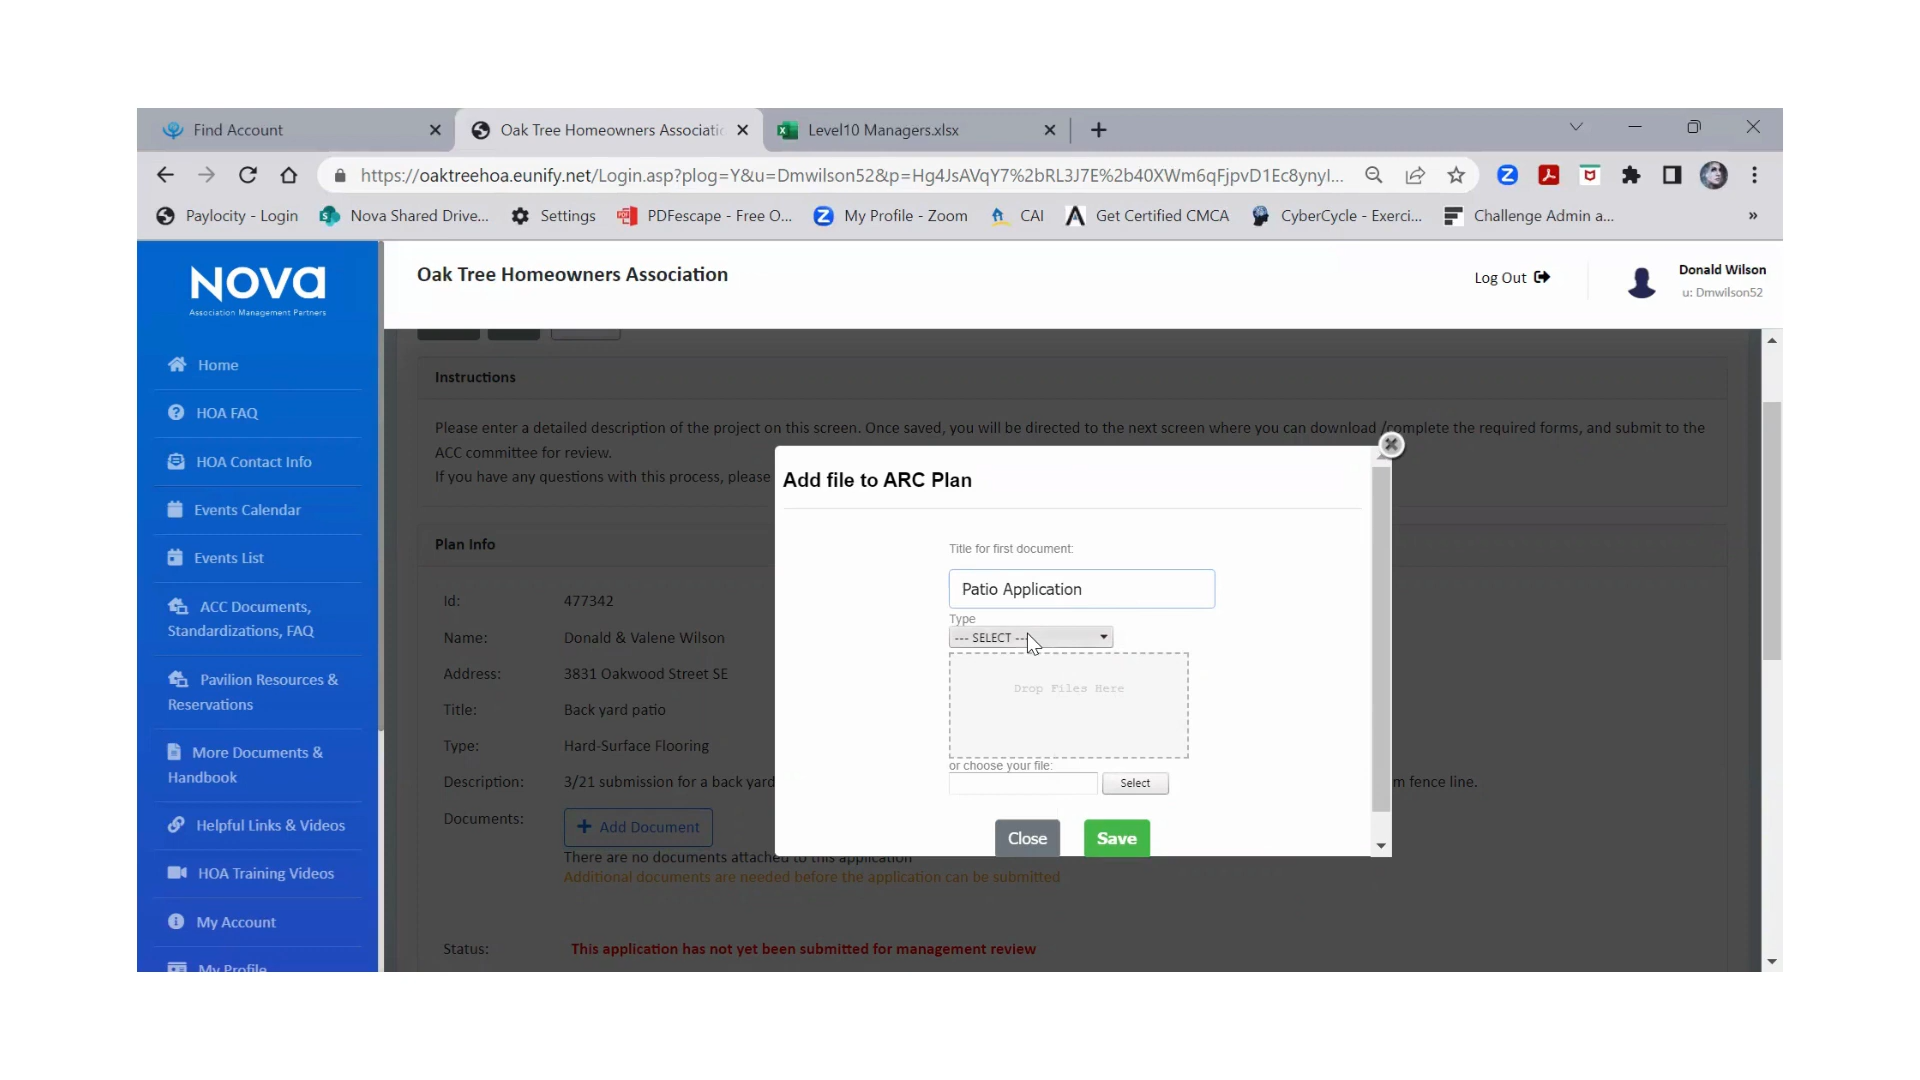 Find Account
Oak Tree Homeowners Associatio
Level10 Managers.xlsx
https://oaktreehoa.eunify.net/Login.asp?plog=Y&u=Dmwilson52&p=Hg4JsAVqY7%2bRL3J7E%2b40XWm6qFjpvD1Ec8ynyI...
Paylocity - Login
Nova Shared Drive...
Settings
PDFescape - Free O...
My Profile - Zoom
CAI
Get Certified CMCA
CyberCycle - Exerci...
Challenge Admin a...
»
NOVA
Association Management Partners
Oak Tree Homeowners Association
Log Out
Donald Wilson
u: Dmwilson52
Home
HOA FAQ
HOA Contact Info
Events Calendar
Events List
ACC Documents,
Standardizations, FAQ
Pavilion Resources &
Reservations
More Documents &
Handbook
Helpful Links & Videos
HOA Training Videos
My Account
My Profile
Instructions
Please enter a detailed description of the project on this screen. Once saved, you will be directed to the next screen where you can download /complete the required forms, and submit to the
ACC committee for review.
If you have any questions with this process, please
Plan Info
Id: 477342
Name: Donald & Valene Wilson
Address: 3831 Oakwood Street SE
Title: Back yard patio
Type: Hard-Surface Flooring
Description: 3/21 submission for a back yard m fence line.
Documents: + Add Document
There are no documents attached to this application
Additional documents are needed before the application can be submitted
Status: This application has not yet been submitted for management review
Add file to ARC Plan
Title for first document:
Patio Application
Type
--- SELECT ---
Drop Files Here
or choose your file:
Select
Close
Save